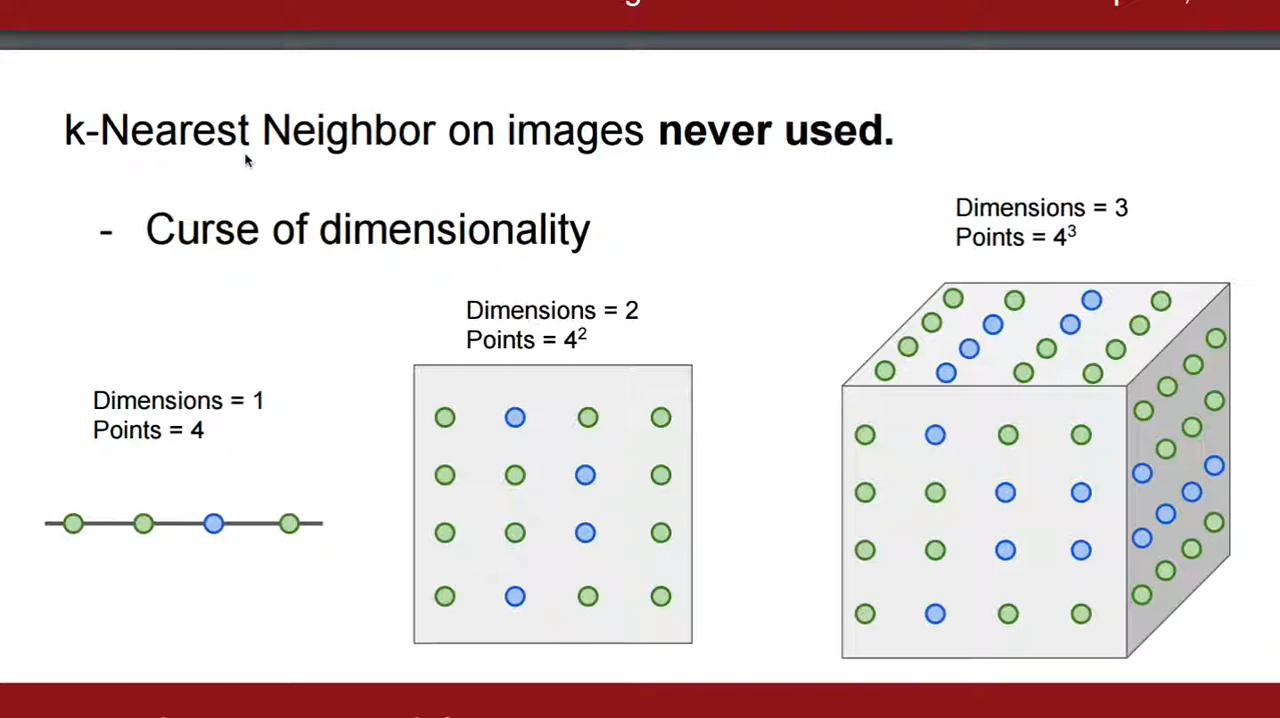 k-Nearest Neighbor on images never used.
- Curse of dimensionality
Dimensions = 1
Points = 4
Dimensions = 2
Points = 4²
Dimensions = 3
Points = 4³